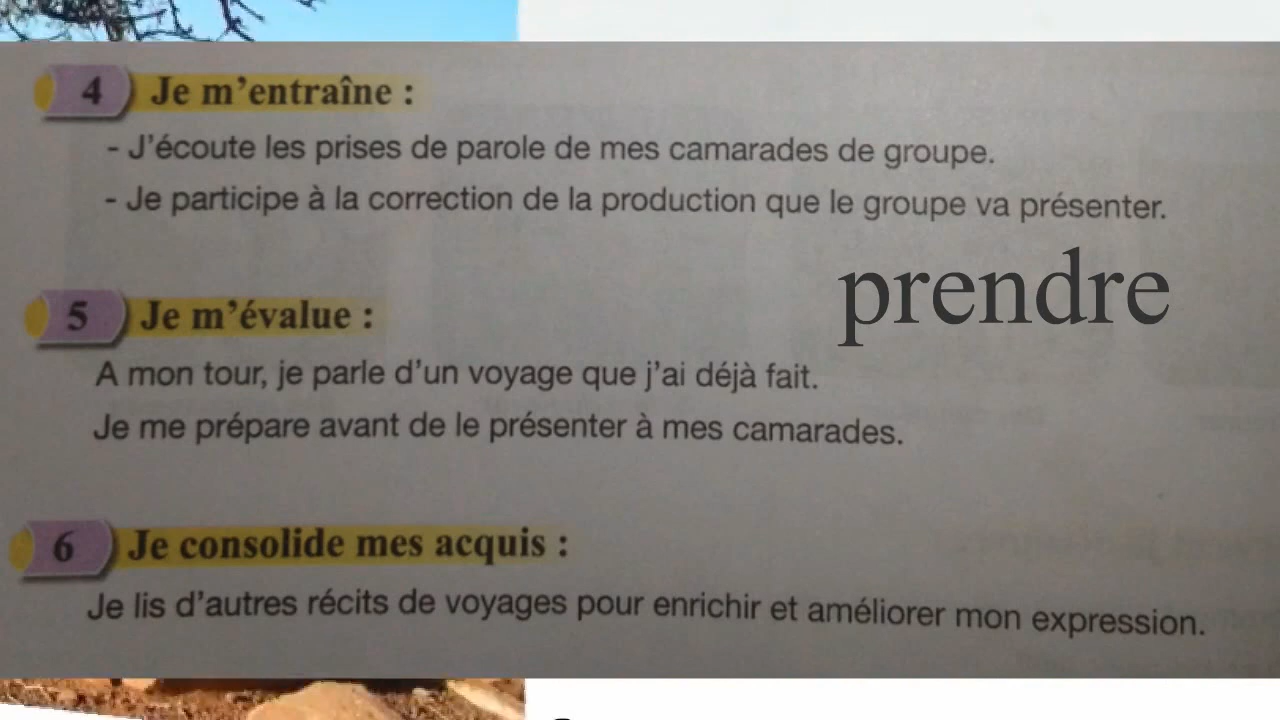 4 Je m'entraîne :
- J'écoute les prises de parole de mes camarades de groupe.
- Je participe à la correction de la production que le groupe va présenter.
prendre
5 Je m'évalue :
A mon tour, je parle d'un voyage que j'ai déjà fait.
Je me prépare avant de le présenter à mes camarades.
6 Je consolide mes acquis :
Je lis d'autres récits de voyages pour enrichir et améliorer mon expression.